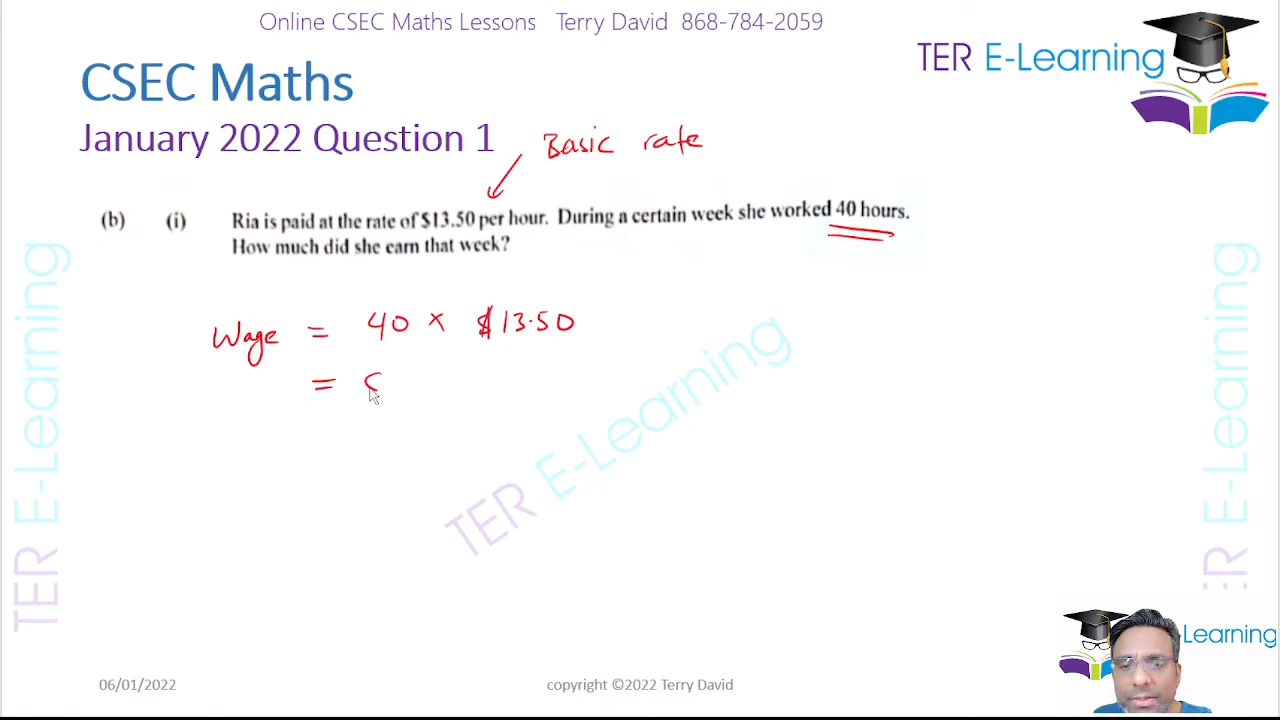 Online CSEC Maths Lessons Terry David 868-784-2059
TER E-Learning
CSEC Maths
January 2022 Question 1
Basic rate
(b) (i) Ria is paid at the rate of $13.50 per hour. During a certain week she worked 40 hours.
How much did she earn that week?
Wage = 40 × $13.50
=
TER E-Learning
TER E-Learning
ER E-Learning
Learning
06/01/2022
copyright ©2022 Terry David